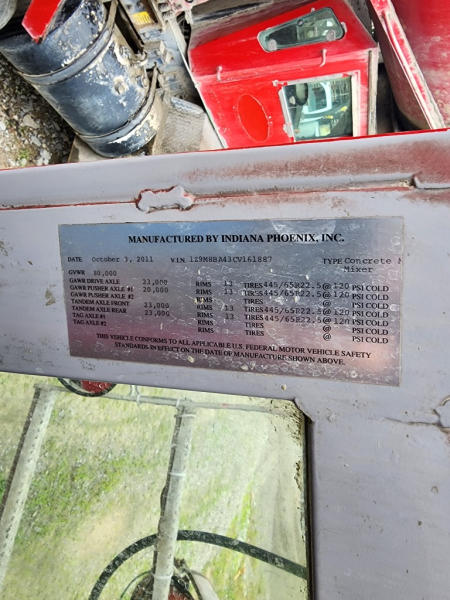 MANUFACTURED BY INDIANA PHOENIX, INC.
DATE October 3, 2011 V.I.N. 1Z9M8BA43CV161887 TYPE Concrete
Mixer
GVWR 80,000
GAWR DRIVE AXLE 23,000 RIMS 13 TIRES 445/65R22.5 @ 120 PSI COLD
GAWR PUSHER AXLE #1 20,000 RIMS 13 TIRES 445/65R22.5 @ 120 PSI COLD
GAWR PUSHER AXLE #2 RIMS TIRES @ PSI COLD
TANDEM AXLE FRONT 23,000 RIMS 13 TIRES 445/65R22.5 @ 120 PSI COLD
TANDEM AXLE REAR 23,000 RIMS 13 TIRES 445/65R22.5 @ 120 PSI COLD
TAG AXLE #1 RIMS TIRES @ PSI COLD
TAG AXLE #2 RIMS TIRES @ PSI COLD
THIS VEHICLE CONFORMS TO ALL APPLICABLE U.S. FEDERAL MOTOR VEHICLE SAFETY
STANDARDS, IN EFFECT ON THE DATE OF MANUFACTURE SHOWN ABOVE.